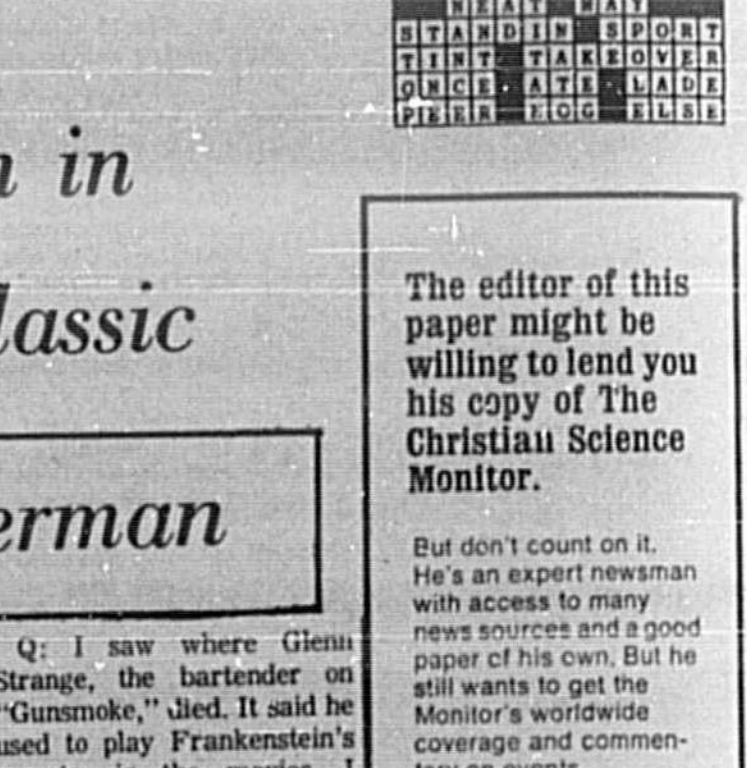 NEAT NAY
STANDIN SPORT
TINT TAKEOVER
ONCE ATE LADE
PEER EOG ELSE
in
lassic
erman
Q: I saw where Glenn
Strange, the bartender on
"Gunsmoke," died. It said he
used to play Frankenstein's
The editor of this
paper might be
willing to lend you
his copy of The
Christian Science
Monitor.
But don't count on it.
He's an expert newsman
with access to many
news sources and a good
paper of his own. But he
still wants to get the
Monitor's worldwide
coverage and commen-